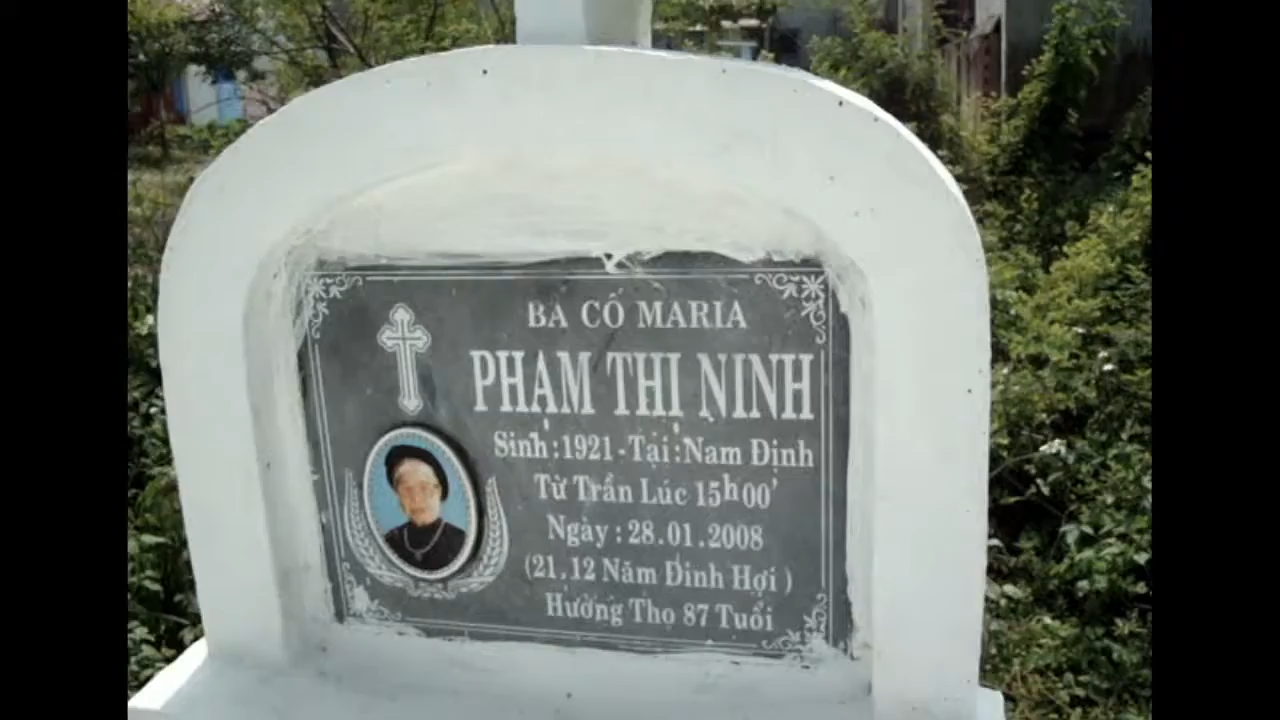 BÀ CỐ MARIA
PHẠM THỊ NINH
Sinh : 1921 - Tại : Nam Định
Từ Trần Lúc 15h00'
Ngày : 28.01.2008
(21.12 Năm Đinh Hợi )
Hưởng Thọ 87 Tuổi